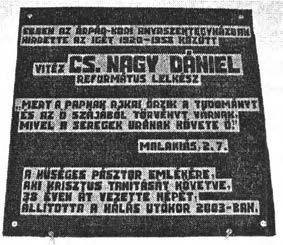 EBBEN AZ ÁRPÁD-KORI ANYASZENTEGYHÁZBAN
HIRDETTE AZ IGÉT 1920-1958 KÖZÖTT
VITÉZ CS. NAGY DÁNIEL
REFORMÁTUS LELKÉSZ
„MERT A PAPNAK AJKAI ŐRZIK A TUDOMÁNYT
ÉS AZ Ő SZÁJÁBÓL TÖRVÉNYT VÁRNAK,
MIVEL A SEREGEK URÁNAK KÖVETE Ő."
MALAKIÁS, 2.7.
A HŰSÉGES PÁSZTOR EMLÉKÉRE,
AKI KRISZTUS TANÍTÁSÁT KÖVETVE,
38 ÉVEN ÁT VEZETTE NÉPÉT.
ÁLLÍTOTTA A HÁLÁS UTÓKOR 2003-BAN.